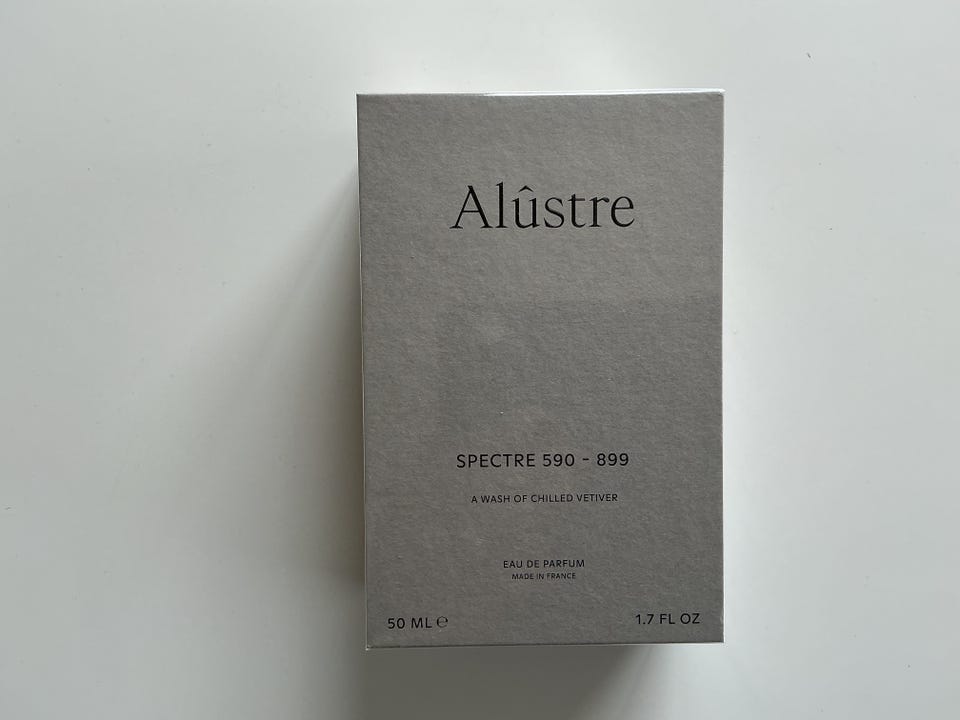 Alûstre
SPECTRE 590 - 899
A WASH OF CHILLED VETIVER
EAU DE PARFUM
MADE IN FRANCE
50 ML ℮
1.7 FL OZ